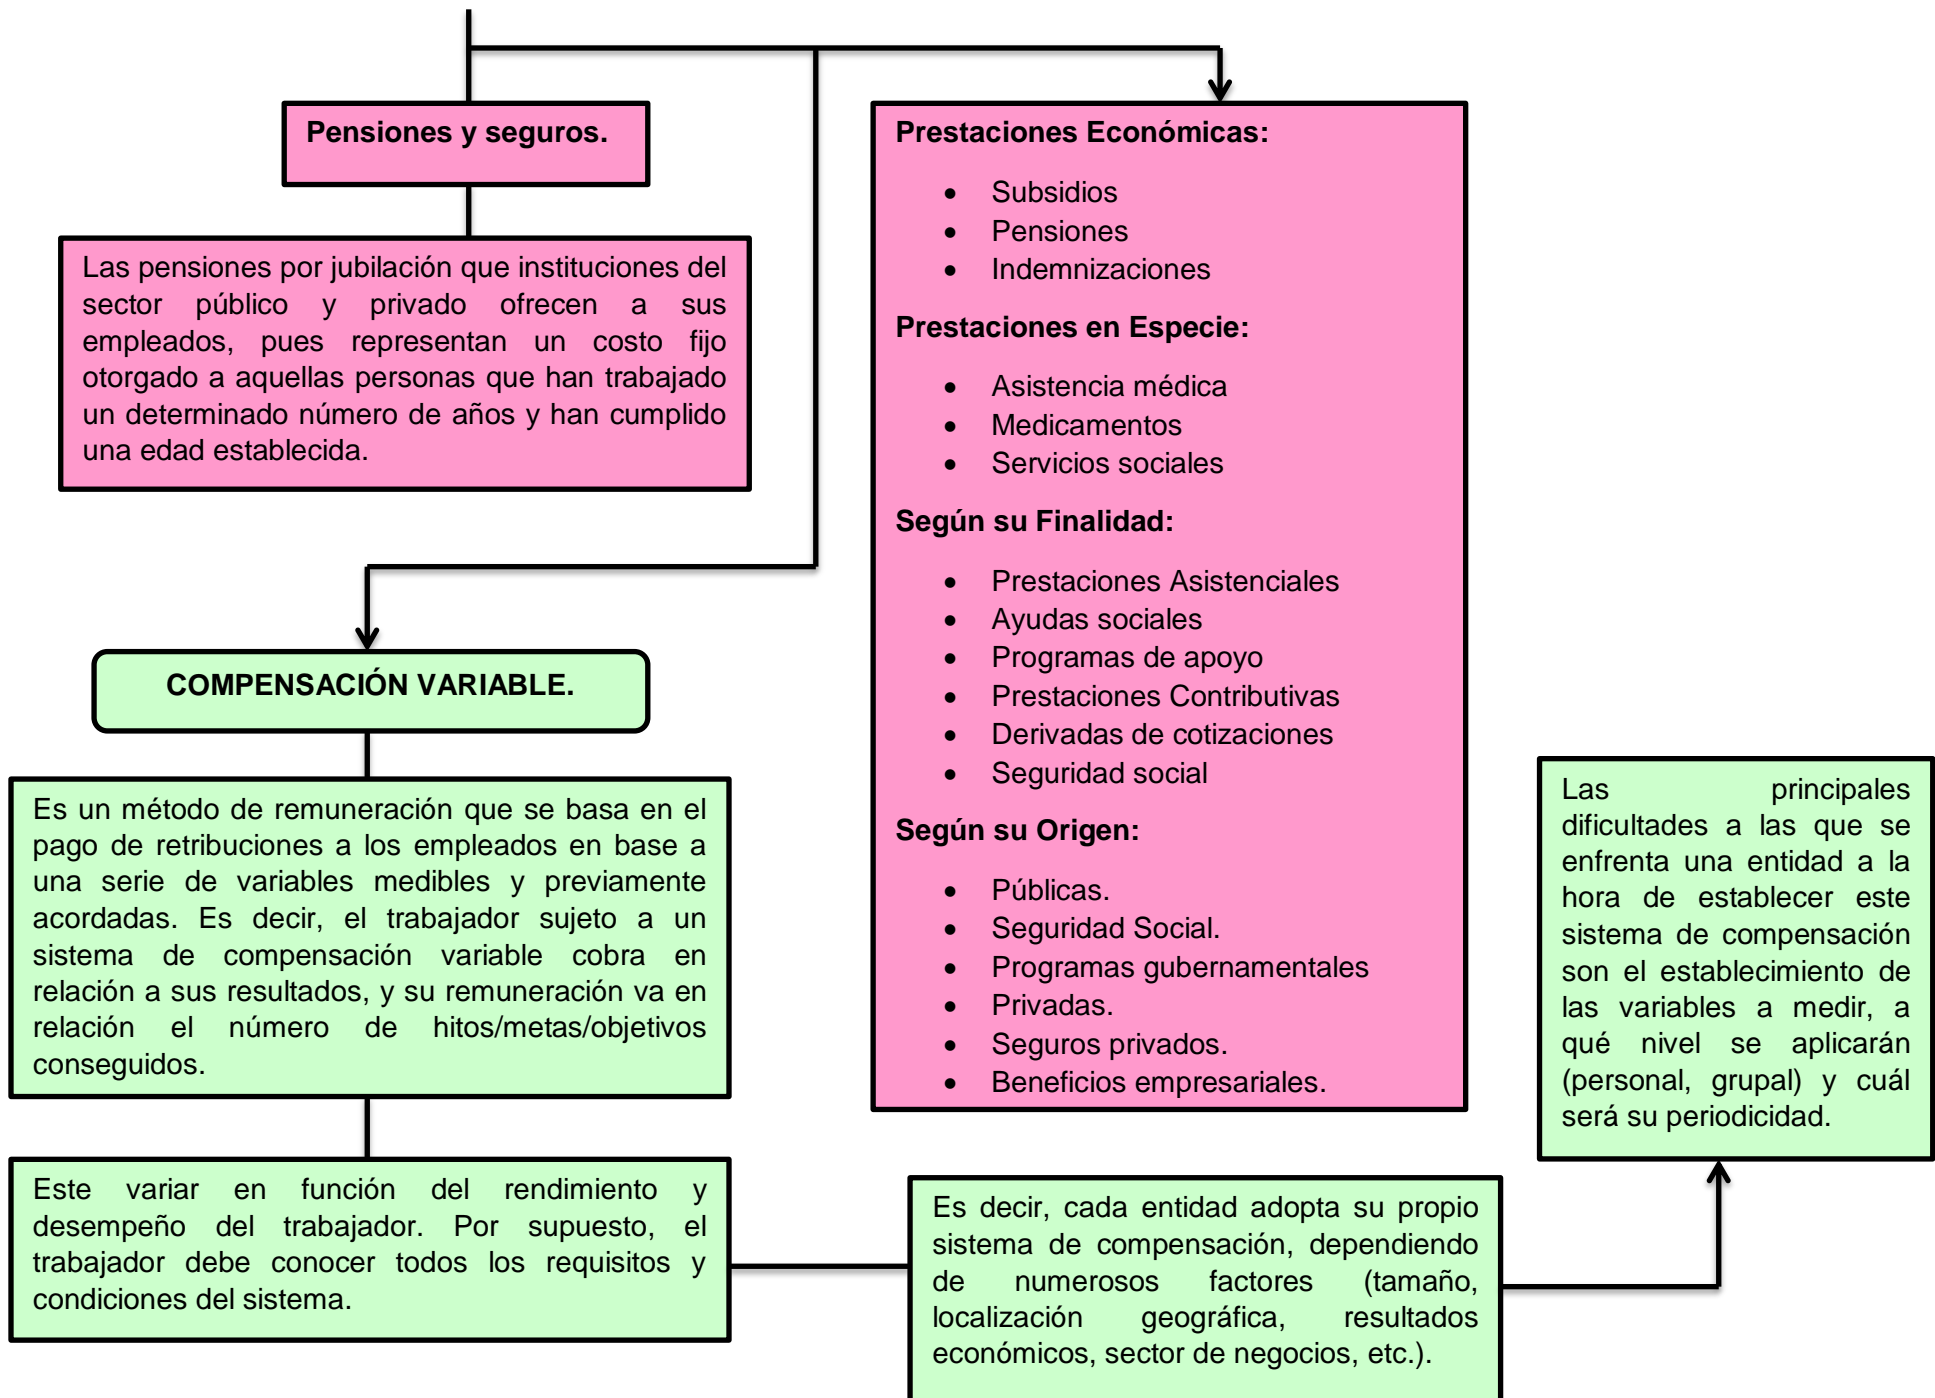 Pensiones y seguros.
Las pensiones por jubilación que instituciones del
sector público y privado ofrecen a sus
empleados, pues representan un costo fijo
otorgado a aquellas personas que han trabajado
un determinado número de años y han cumplido
una edad establecida.
Prestaciones Económicas:
• Subsidios
• Pensiones
• Indemnizaciones
Prestaciones en Especie:
• Asistencia médica
• Medicamentos
• Servicios sociales
Según su Finalidad:
• Prestaciones Asistenciales
• Ayudas sociales
• Programas de apoyo
• Prestaciones Contributivas
• Derivadas de cotizaciones
• Seguridad social
Según su Origen:
• Públicas.
• Seguridad Social.
• Programas gubernamentales
• Privadas.
• Seguros privados.
• Beneficios empresariales.
COMPENSACIÓN VARIABLE.
Es un método de remuneración que se basa en el
pago de retribuciones a los empleados en base a
una serie de variables medibles y previamente
acordadas. Es decir, el trabajador sujeto a un
sistema de compensación variable cobra en
relación a sus resultados, y su remuneración va en
relación el número de hitos/metas/objetivos
conseguidos.
Este variar en función del rendimiento y
desempeño del trabajador. Por supuesto, el
trabajador debe conocer todos los requisitos y
condiciones del sistema.
Es decir, cada entidad adopta su propio
sistema de compensación, dependiendo
de numerosos factores (tamaño,
localización geográfica, resultados
económicos, sector de negocios, etc.).
Las principales
dificultades a las que se
enfrenta una entidad a la
hora de establecer este
sistema de compensación
son el establecimiento de
las variables a medir, a
qué nivel se aplicarán
(personal, grupal) y cuál
será su periodicidad.